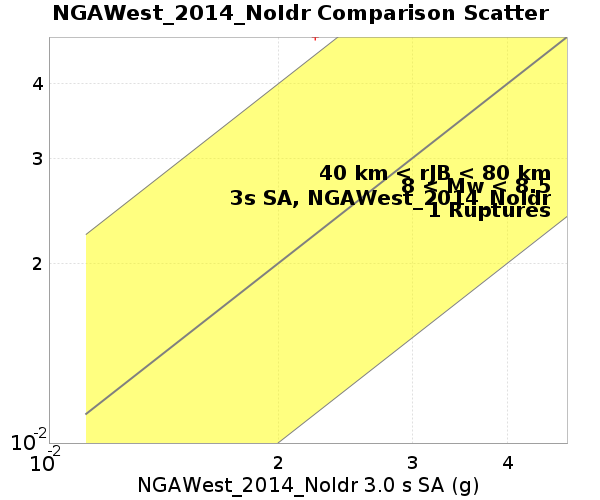 NGAWest_2014_NoIdr Comparison Scatter
4
3
2
10-2
10-2
2
3
4
40 km < rJB < 80 km
8 < Mw < 8.5
3s SA, NGAWest_2014_NoIdr
1 Ruptures
NGAWest_2014_NoIdr 3.0 s SA (g)